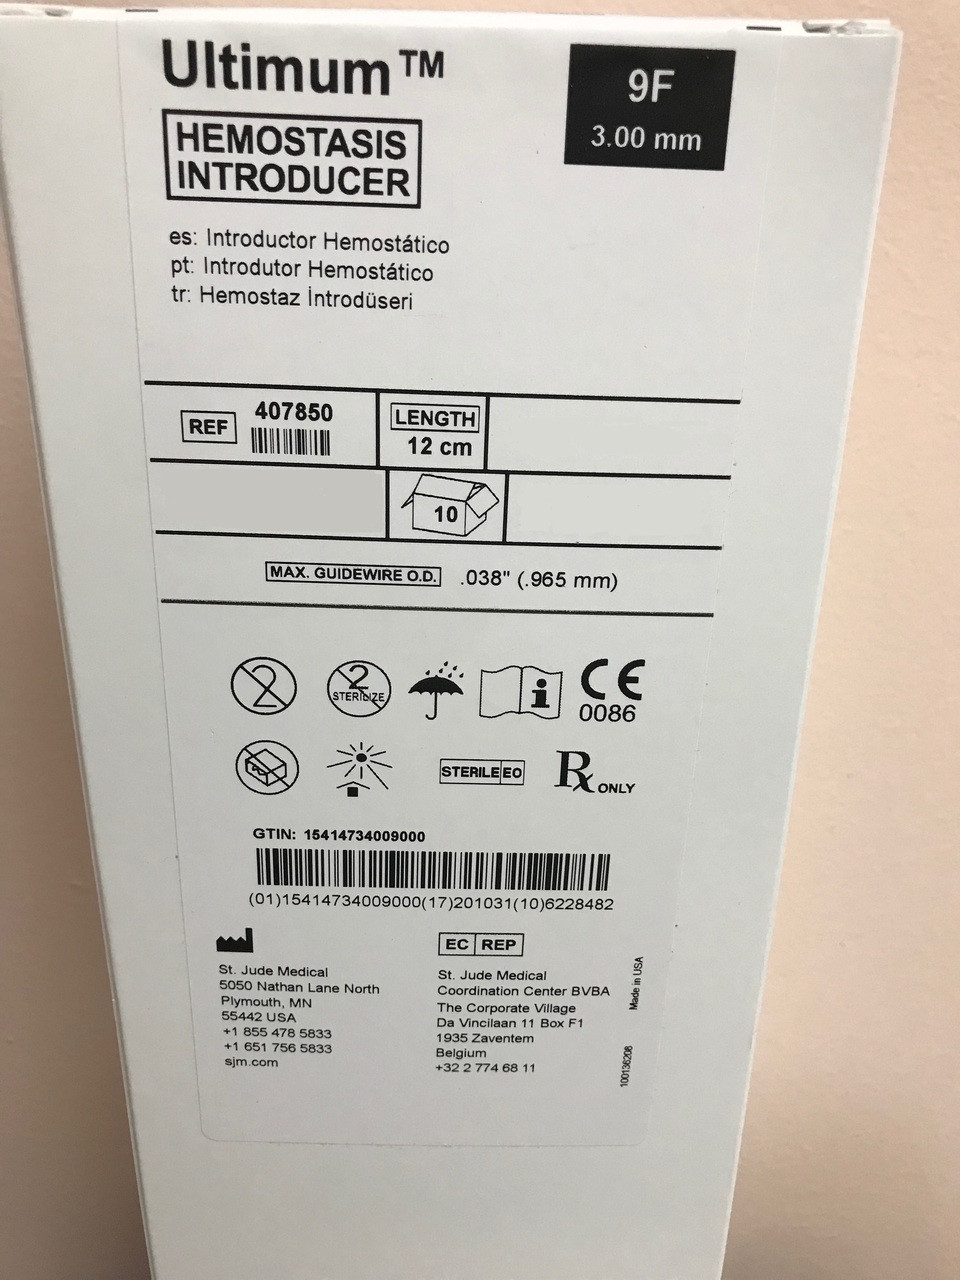 Ultimum™
9F
3.00 mm
HEMOSTASIS
INTRODUCER
es: Introductor Hemostático
pt: Introdutor Hemostático
tr: Hemostaz İntrodüseri
REF 407850
LENGTH
12 cm
10
MAX. GUIDEWIRE O.D. .038" (.965 mm)
2
2
STERILIZE
i
CE
0086
STERILE EO
Rx ONLY
GTIN: 15414734009000
(01)15414734009000(17)201031(10)6228482
St. Jude Medical
5050 Nathan Lane North
Plymouth, MN
55442 USA
+1 855 478 5833
+1 651 756 5833
sjm.com
EC REP
St. Jude Medical
Coordination Center BVBA
The Corporate Village
Da Vincilaan 11 Box F1
1935 Zaventem
Belgium
+32 2 774 68 11
Made in USA
100136208